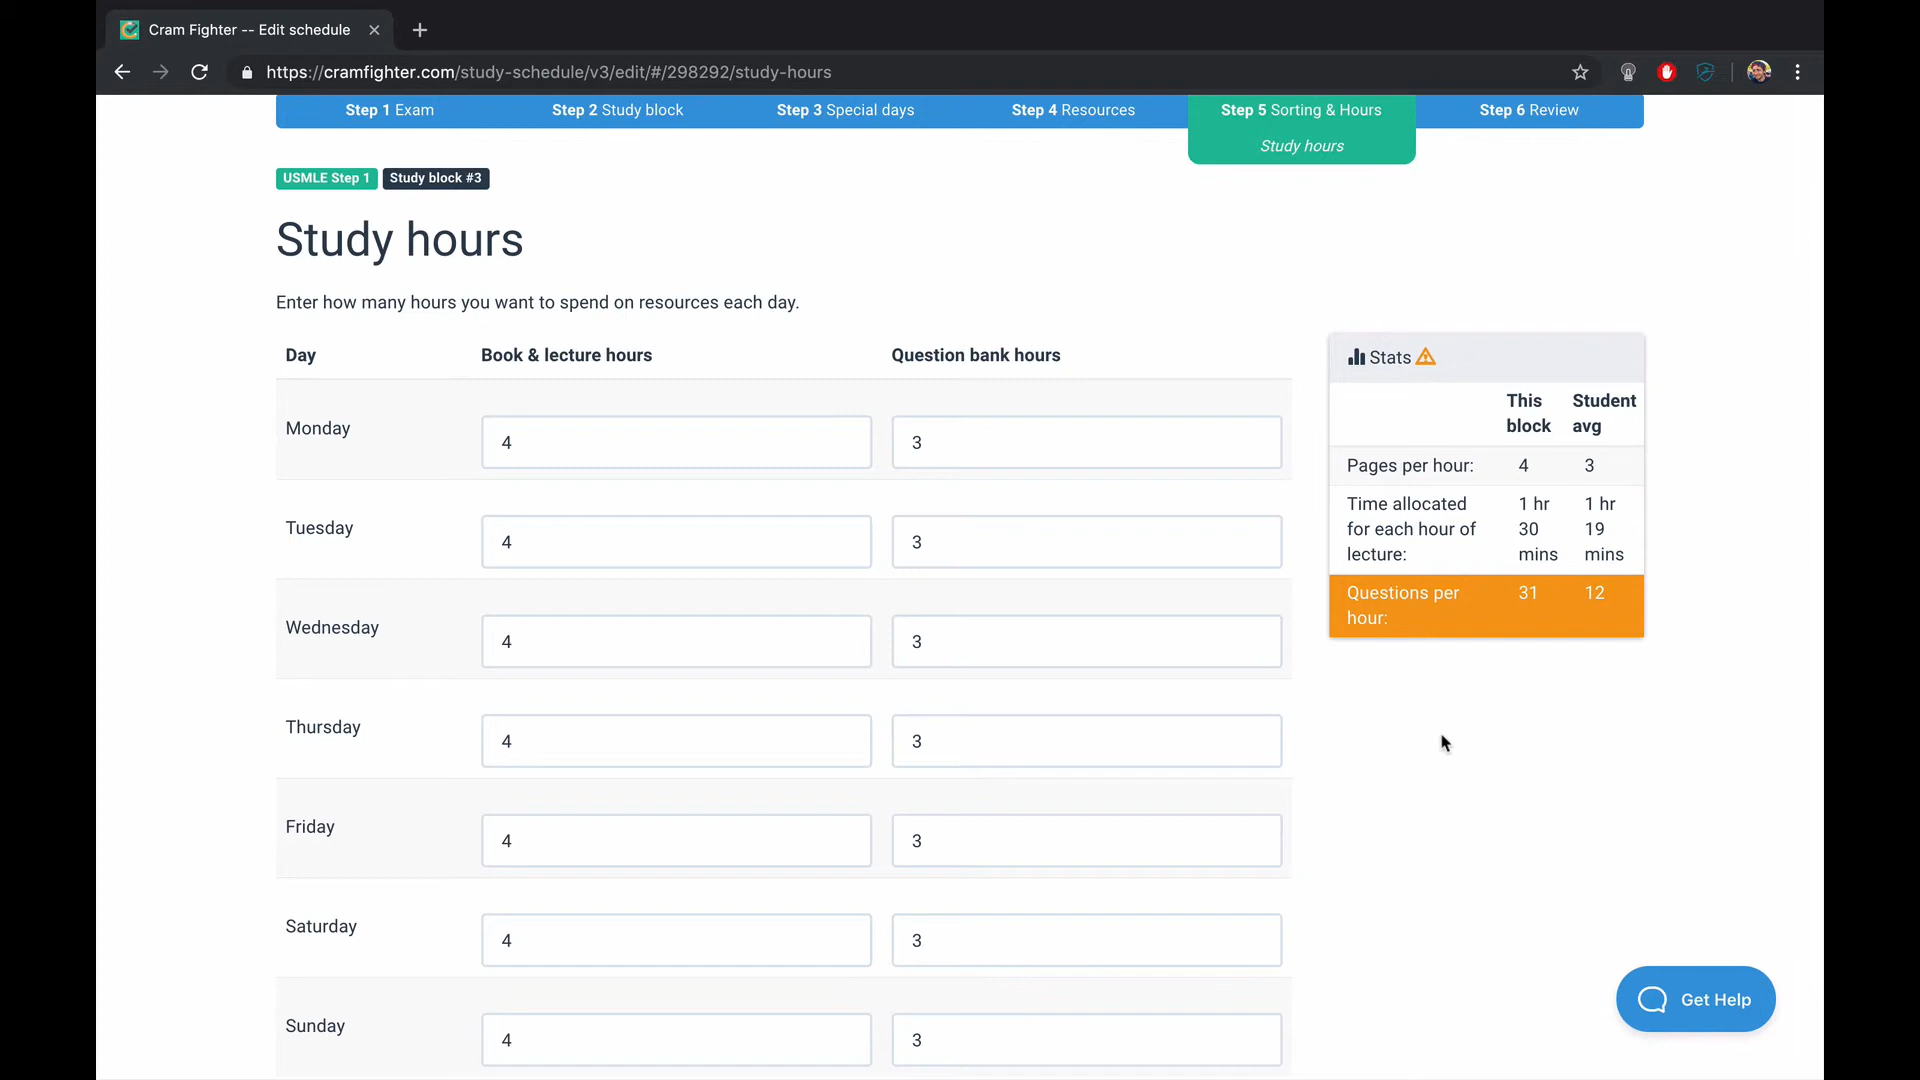 Cram Fighter -- Edit schedule
https://cramfighter.com/study-schedule/v3/edit/#/298292/study-hours
Step 1 Exam
Step 2 Study block
Step 3 Special days
Step 4 Resources
Step 5 Sorting & Hours
Step 6 Review
Study hours
USMLE Step 1
Study block #3
Study hours
Enter how many hours you want to spend on resources each day.
Day
Book & lecture hours
Question bank hours
Monday
4
3
Tuesday
4
3
Wednesday
4
3
Thursday
4
3
Friday
4
3
Saturday
4
3
Sunday
4
3
Stats
This
block
Student
avg
Pages per hour:
4
3
Time allocated
for each hour of
lecture:
1 hr
30
mins
1 hr
19
mins
Questions per
hour:
31
12
Get Help